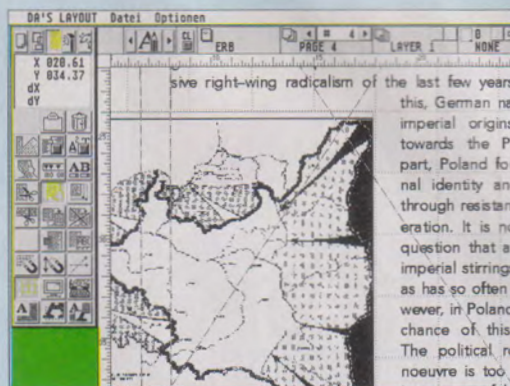 DA'S LAYOUT Datei Optionen
ERB
PAGE 4
LAYER 1
NONE
X 020.61
Y 034.37
dX
dY
sive right-wing radicalism of the last few years
this, German na
imperial origins
towards the P
part, Poland fo
nal identity an
through resistan
eration. It is no
question that a
imperial stirrings
as has so often
wever, in Poland
chance of this
The political re
noeuvre is too